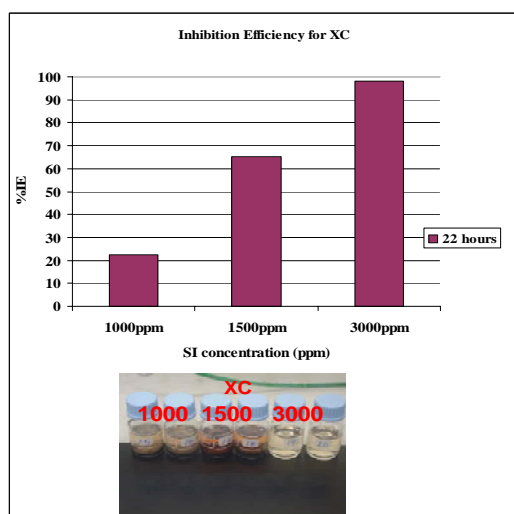 Inhibition Efficiency for XC
100
90
80
70
60
50
40
30
20
10
0
%IE
1000ppm 1500ppm 3000ppm
SI concentration (ppm)
22 hours
XC
1000 1500 3000